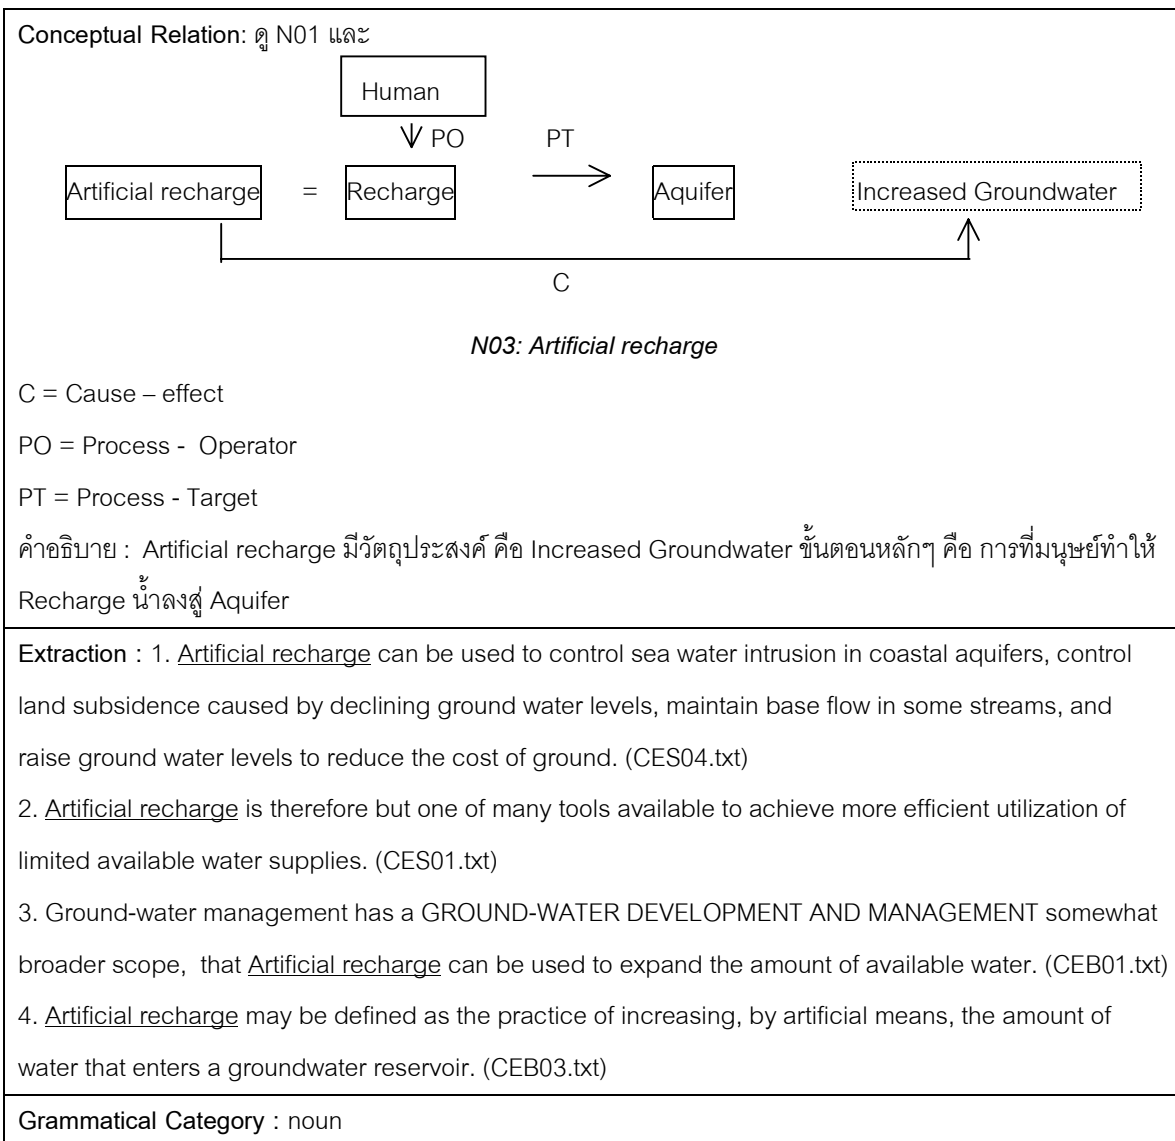 Conceptual Relation: ดู N01 และ
Human
PO PT
Artificial recharge = Recharge Aquifer Increased Groundwater
C
N03: Artificial recharge
C = Cause – effect
PO = Process - Operator
PT = Process - Target
คำอธิบาย : Artificial recharge มีวัตถุประสงค์ คือ Increased Groundwater ขั้นตอนหลักๆ คือ การที่มนุษย์ทำให้
Recharge น้ำลงสู่ Aquifer
Extraction : 1. Artificial recharge can be used to control sea water intrusion in coastal aquifers, control
land subsidence caused by declining ground water levels, maintain base flow in some streams, and
raise ground water levels to reduce the cost of ground. (CES04.txt)
2. Artificial recharge is therefore but one of many tools available to achieve more efficient utilization of
limited available water supplies. (CES01.txt)
3. Ground-water management has a GROUND-WATER DEVELOPMENT AND MANAGEMENT somewhat
broader scope, that Artificial recharge can be used to expand the amount of available water. (CEB01.txt)
4. Artificial recharge may be defined as the practice of increasing, by artificial means, the amount of
water that enters a groundwater reservoir. (CEB03.txt)
Grammatical Category : noun